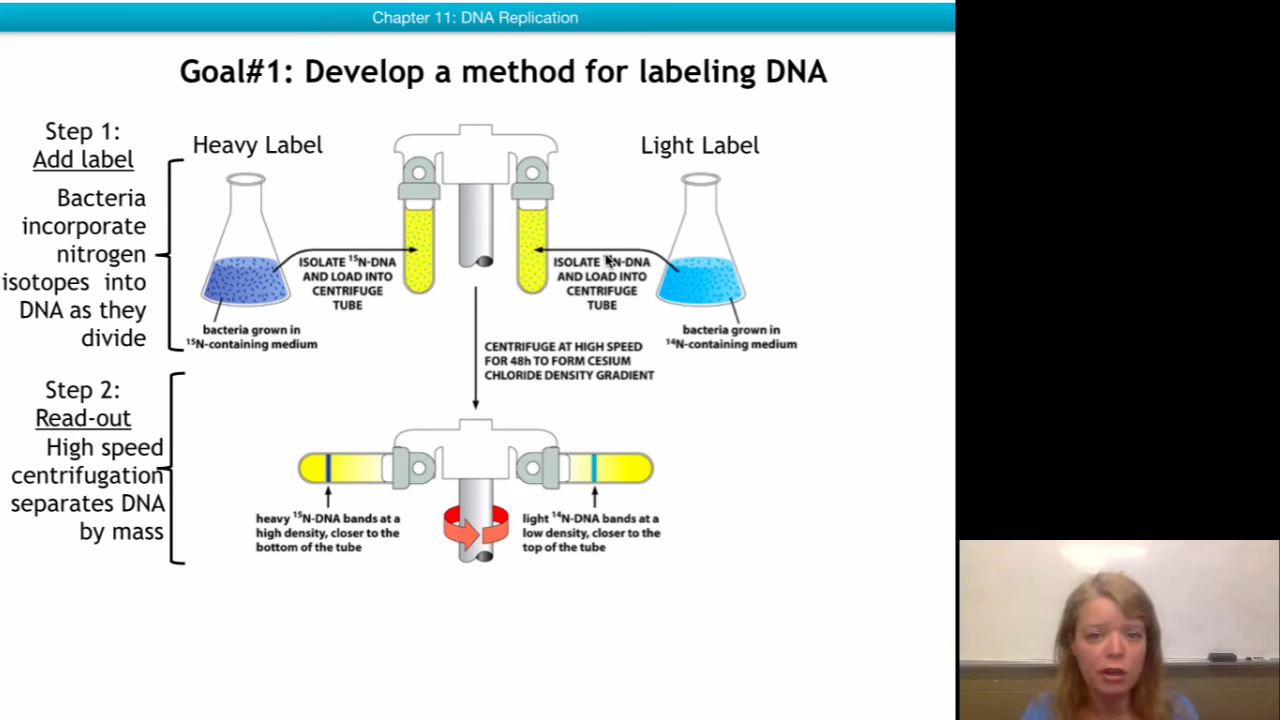 Chapter 11: DNA Replication
Goal#1: Develop a method for labeling DNA
Step 1:
Add label
Bacteria
incorporate
nitrogen
isotopes into
DNA as they
divide
Heavy Label
Light Label
ISOLATE ¹⁵N-DNA
AND LOAD INTO
CENTRIFUGE
TUBE
ISOLATE N-DNA
AND LOAD INTO
CENTRIFUGE
TUBE
bacteria grown in
¹⁵N-containing medium
bacteria grown in
¹⁴N-containing medium
CENTRIFUGE AT HIGH SPEED
FOR 48h TO FORM CESIUM
CHLORIDE DENSITY GRADIENT
Step 2:
Read-out
High speed
centrifugation
separates DNA
by mass
heavy ¹⁵N-DNA bands at a
high density, closer to the
bottom of the tube
light ¹⁴N-DNA bands at a
low density, closer to the
top of the tube